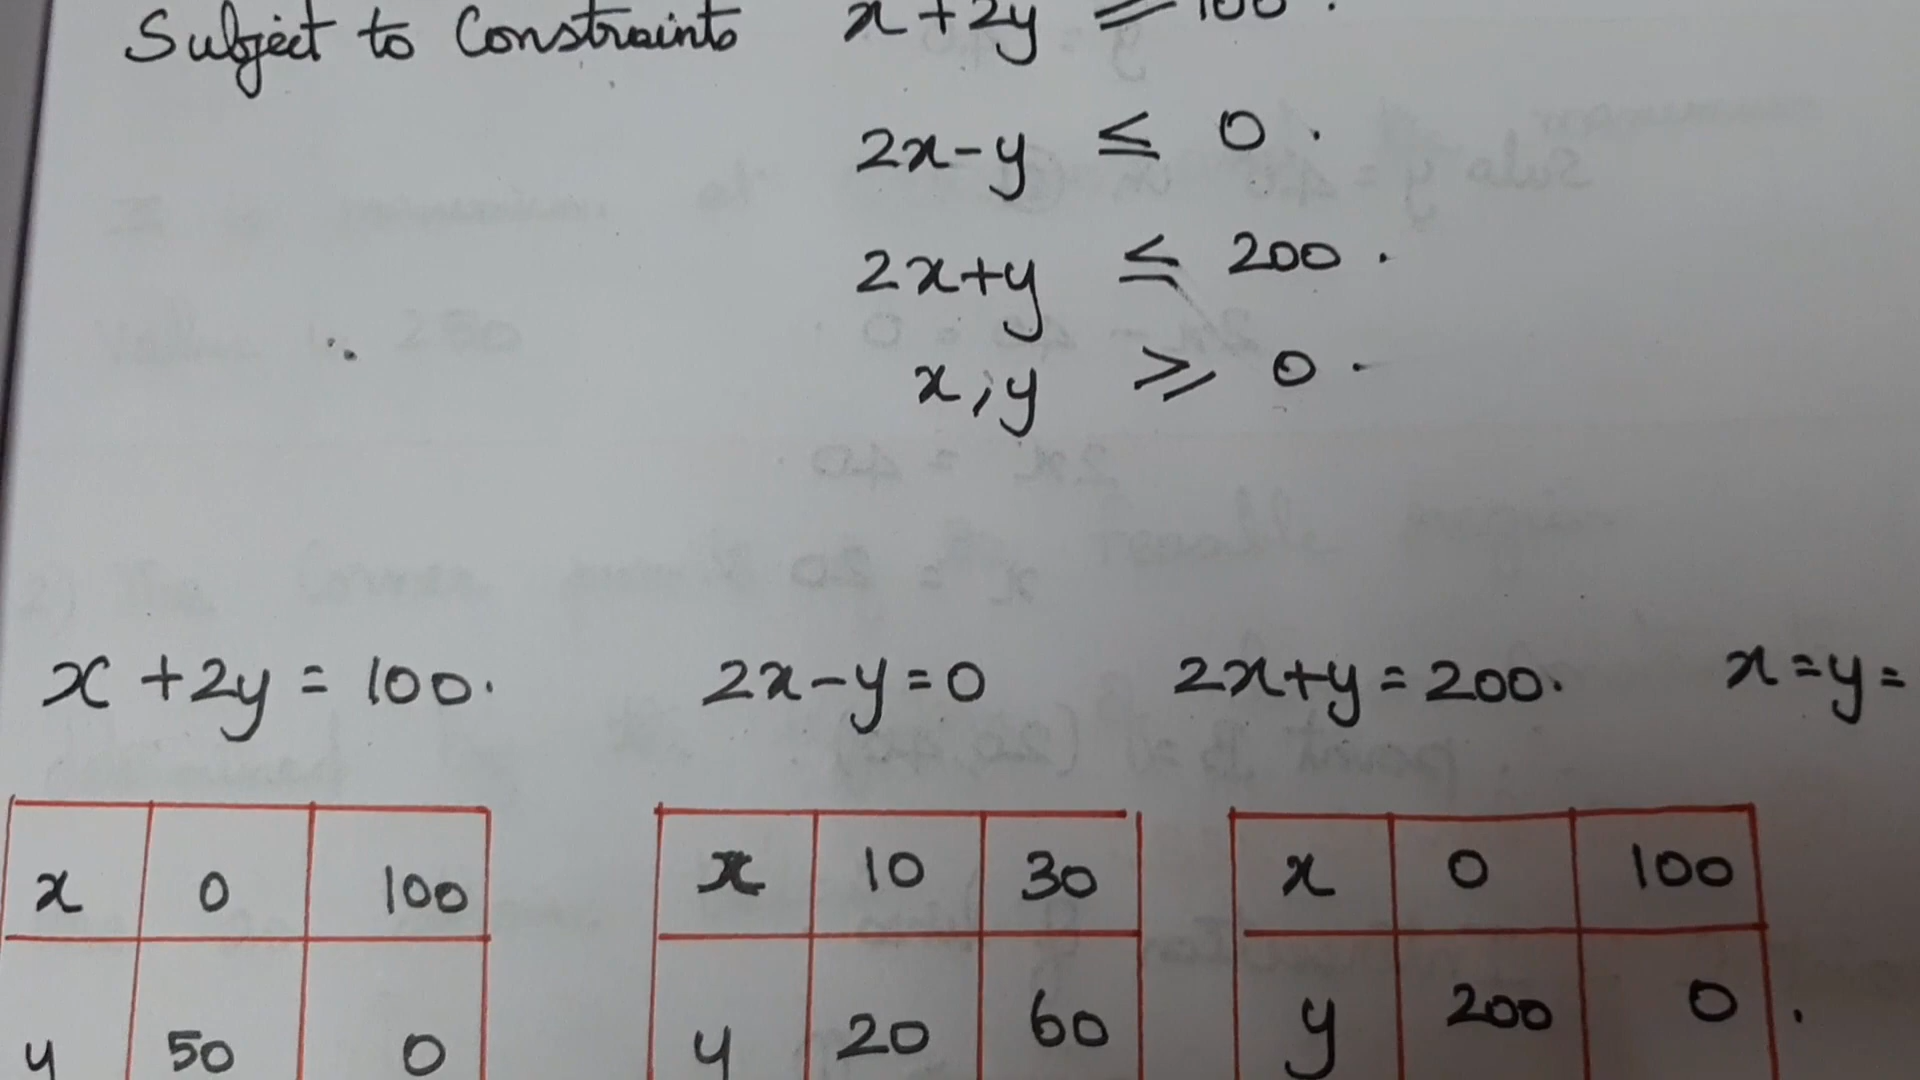 Subject to Constraints x+2y ≥ 100.
2x-y ≤ 0.
2x+y ≤ 200.
x,y ≥ 0.
x+2y=100. 2x-y=0 2x+y=200. x=y=
x 0 100 x 10 30 x 0 100
y 50 0 y 20 60 y 200 0.